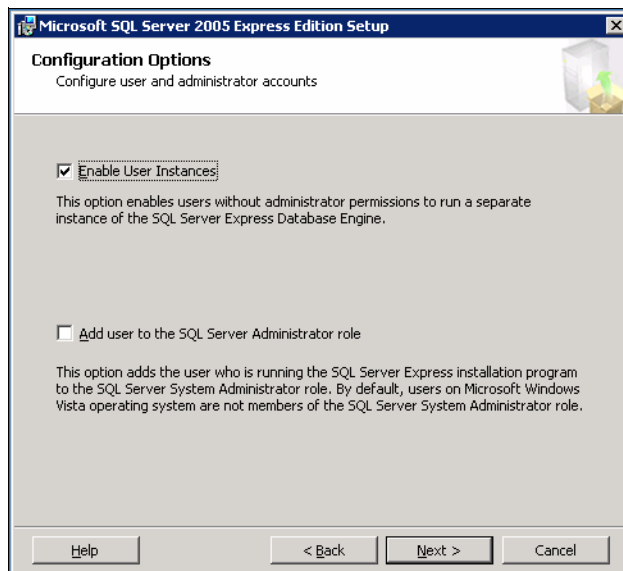 Microsoft SQL Server 2005 Express Edition Setup
Configuration Options
Configure user and administrator accounts
Enable User Instances
This option enables users without administrator permissions to run a separate
instance of the SQL Server Express Database Engine.
Add user to the SQL Server Administrator role
This option adds the user who is running the SQL Server Express installation program
to the SQL Server System Administrator role. By default, users on Microsoft Windows
Vista operating system are not members of the SQL Server System Administrator role.
Help
< Back
Next >
Cancel